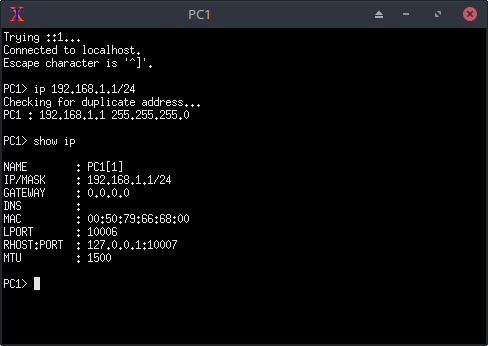 PC1
Trying ::1...
Connected to localhost.
Escape character is '^]'.
PC1> ip 192.168.1.1/24
Checking for duplicate address...
PC1 : 192.168.1.1 255.255.255.0
PC1> show ip
NAME        : PC1[1]
IP/MASK     : 192.168.1.1/24
GATEWAY     : 0.0.0.0
DNS         :
MAC         : 00:50:79:66:68:00
LPORT       : 10006
RHOST:PORT  : 127.0.0.1:10007
MTU         : 1500
PC1>